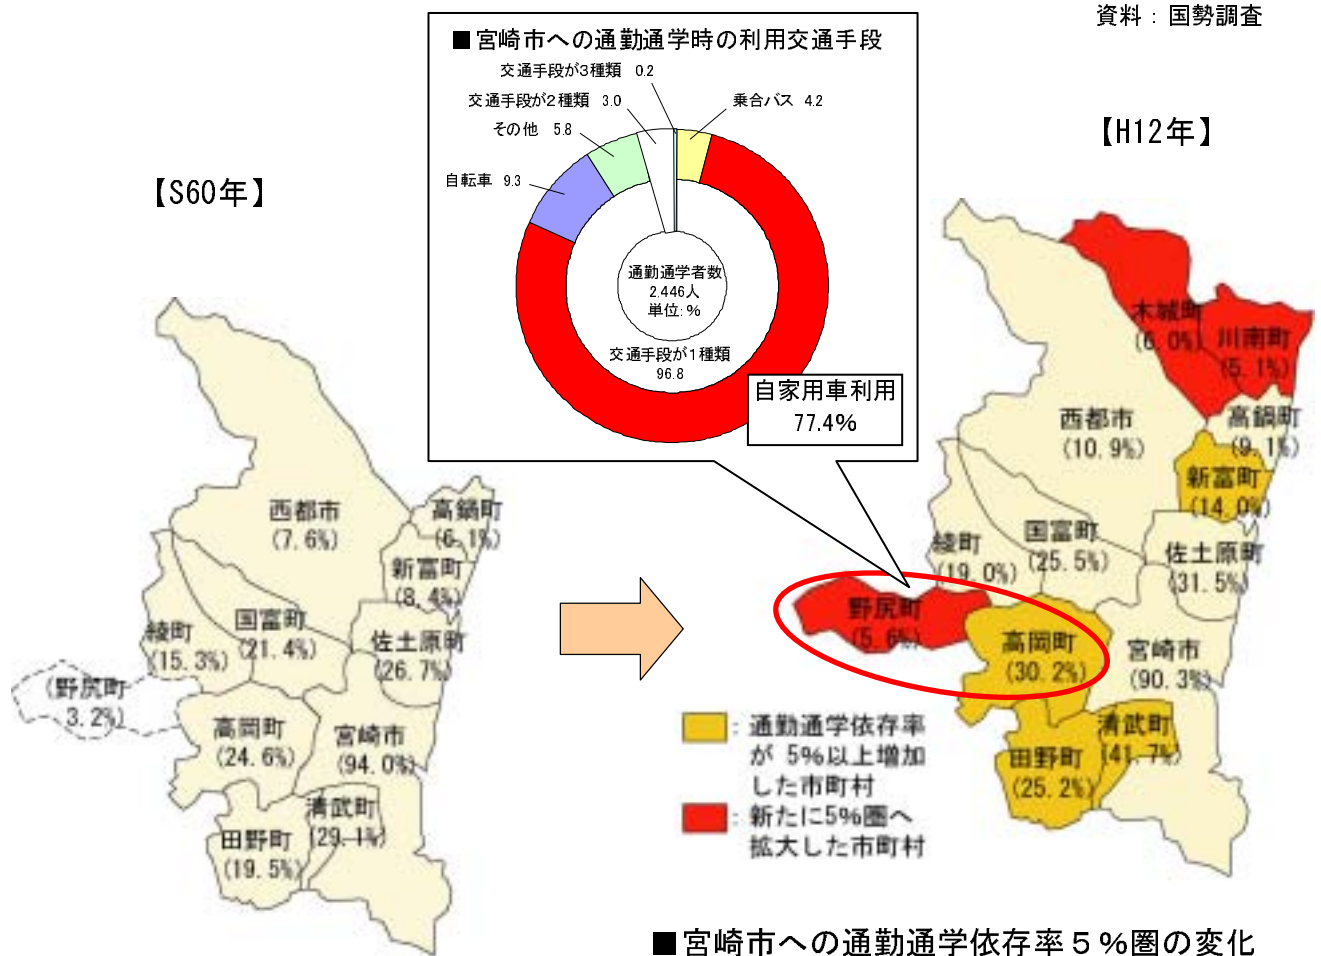 資料：国勢調査
■宮崎市への通勤通学時の利用交通手段
交通手段が3種類 0.2
交通手段が2種類 3.0
乗合バス 4.2
その他 5.8
自転車 9.3
通勤通学者数
2.446人
単位:%
交通手段が1種類
96.8
自家用車利用
77.4%
【S60年】
西都市
(7.6%)
高鍋町
(6.1%)
新富町
(8.4%)
国富町
(21.4%)
綾町
(15.3%)
佐土原町
(26.7%)
(野尻町
3.2%)
高岡町
(24.6%)
宮崎市
(94.0%)
清武町
(29.1%)
田野町
(19.5%)
【H12年】
木城町
(6.0%)
川南町
(5.1%)
西都市
(10.9%)
高鍋町
(9.1%)
新富町
(14.0%)
国富町
(25.5%)
綾町
(19.0%)
佐土原町
(31.5%)
野尻町
(5.6%)
高岡町
(30.2%)
宮崎市
(90.3%)
清武町
(41.7%)
田野町
(25.2%)
：通勤通学依存率
が 5%以上増加
した市町村
：新たに5%圏へ
拡大した市町村
■宮崎市への通勤通学依存率５%圏の変化